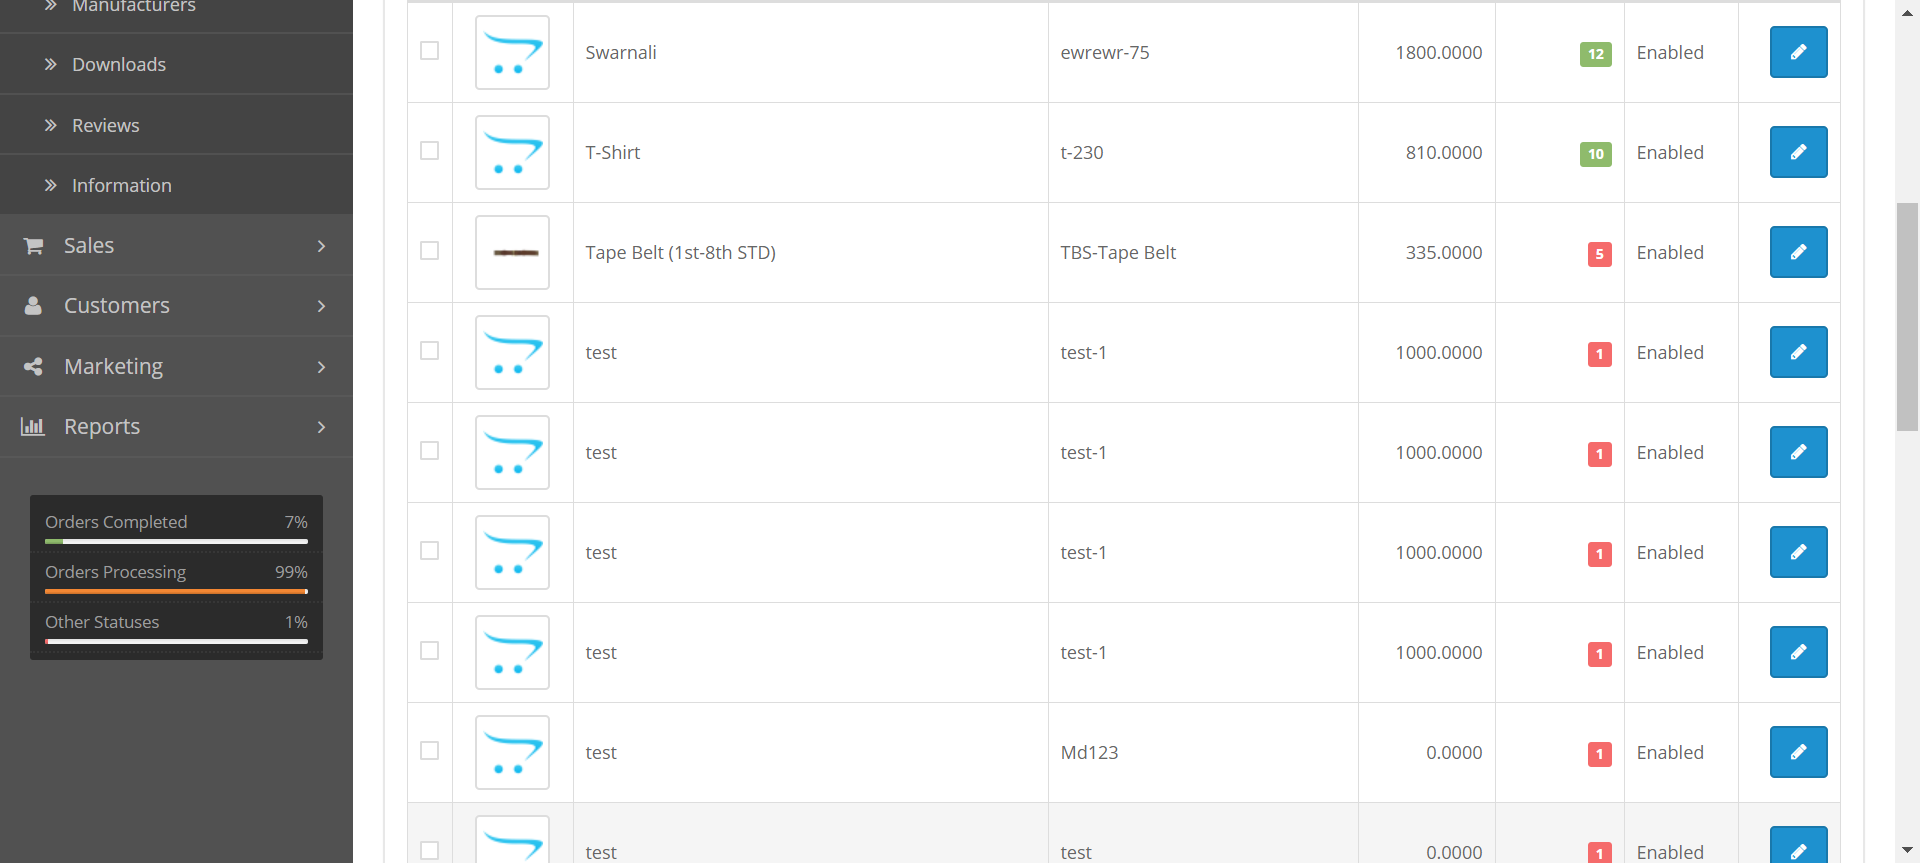 Manufacturers
Downloads
Reviews
Information
Sales
Customers
Marketing
Reports
Orders Completed 7%
Orders Processing 99%
Other Statuses 1%
Swarnali ewrewr-75 1800.0000 12 Enabled
T-Shirt t-230 810.0000 10 Enabled
Tape Belt (1st-8th STD) TBS-Tape Belt 335.0000 5 Enabled
test test-1 1000.0000 1 Enabled
test test-1 1000.0000 1 Enabled
test test-1 1000.0000 1 Enabled
test test-1 1000.0000 1 Enabled
test Md123 0.0000 1 Enabled
test test 0.0000 1 Enabled